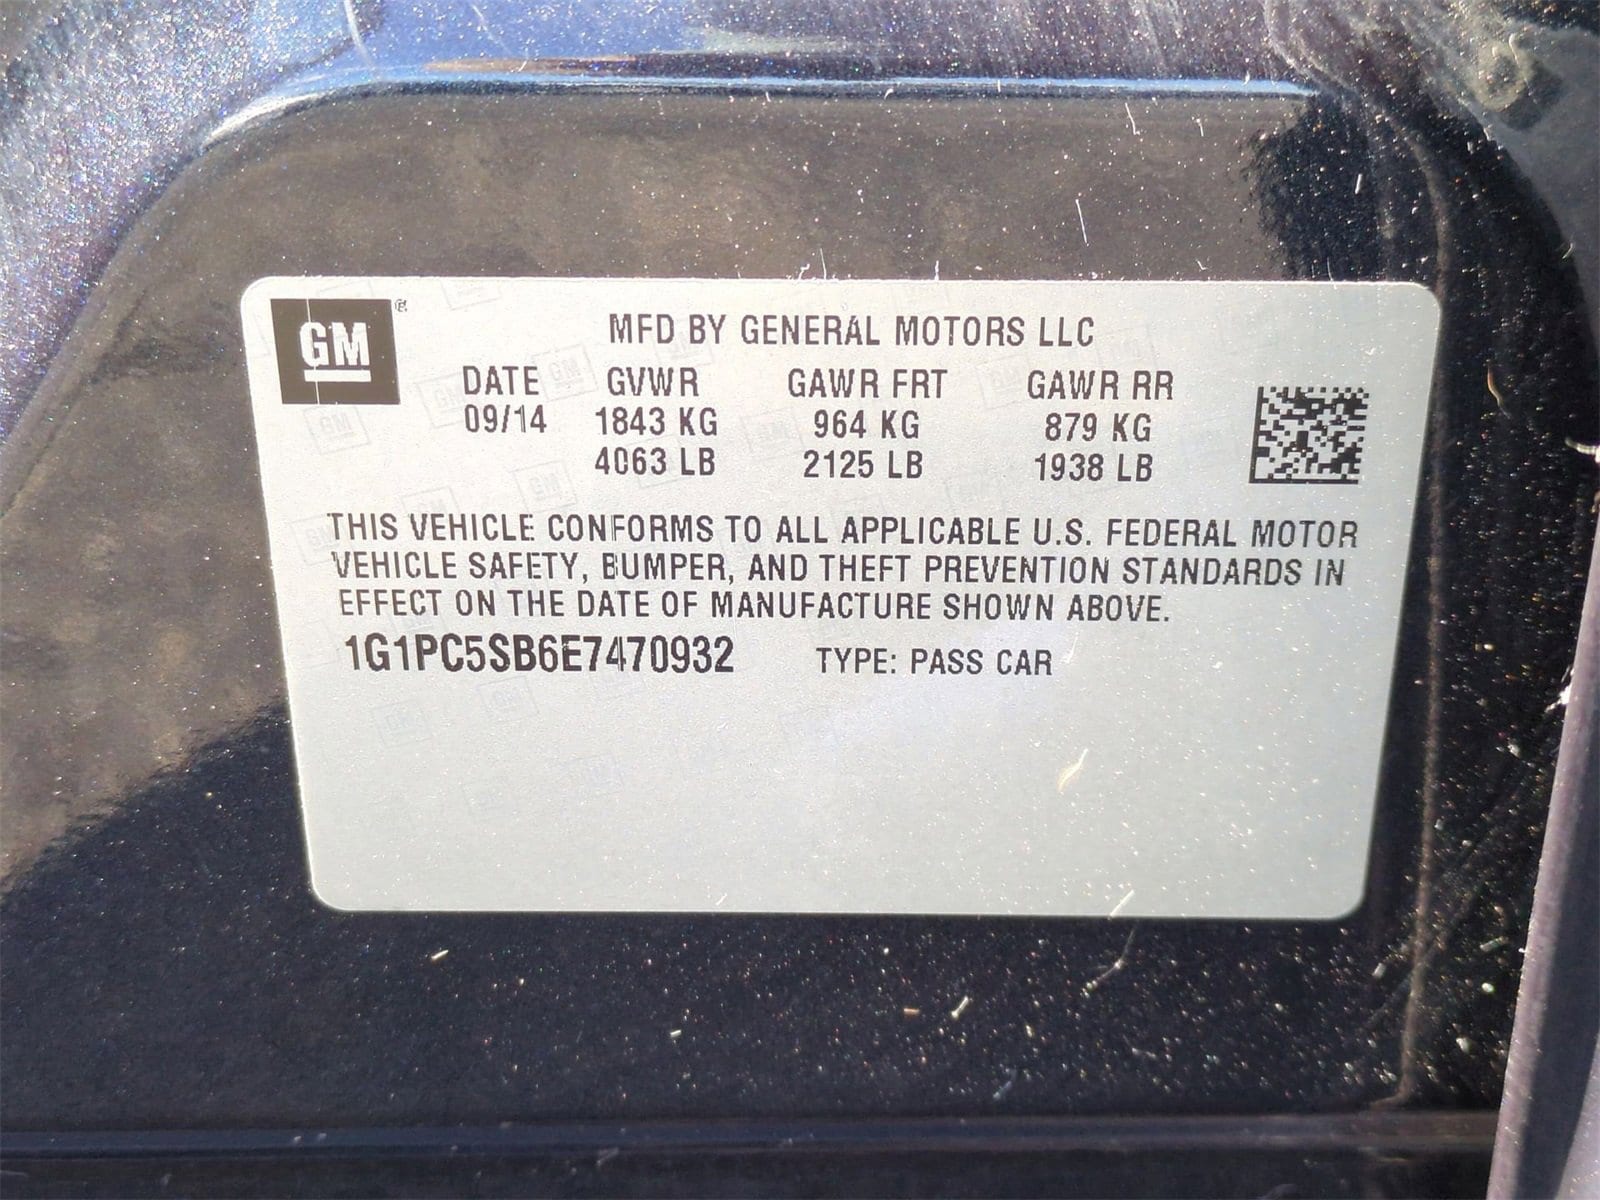 GM ®
MFD BY GENERAL MOTORS LLC
DATE GVWR GAWR FRT GAWR RR
09/14 1843 KG 964 KG 879 KG
4063 LB 2125 LB 1938 LB
THIS VEHICLE CONFORMS TO ALL APPLICABLE U.S. FEDERAL MOTOR
VEHICLE SAFETY, BUMPER, AND THEFT PREVENTION STANDARDS IN
EFFECT ON THE DATE OF MANUFACTURE SHOWN ABOVE.
1G1PC5SB6E7470932 TYPE: PASS CAR